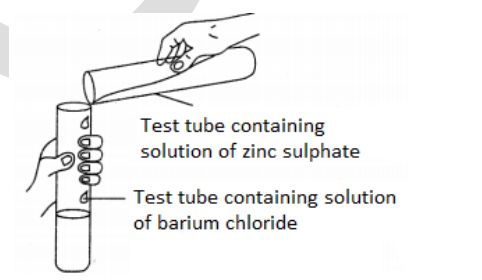 Test tube containing
solution of zinc sulphate
Test tube containing solution
of barium chloride